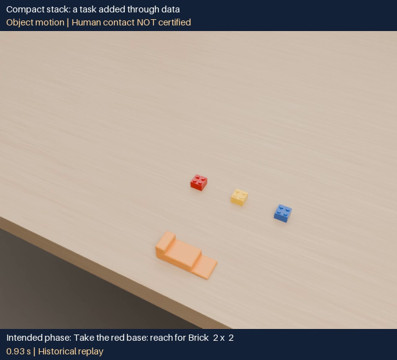 Compact stack: a task added through data
Object motion | Human contact NOT certified
Intended phase: Take the red base: reach for Brick 2 x 2
0.93 s | Historical replay